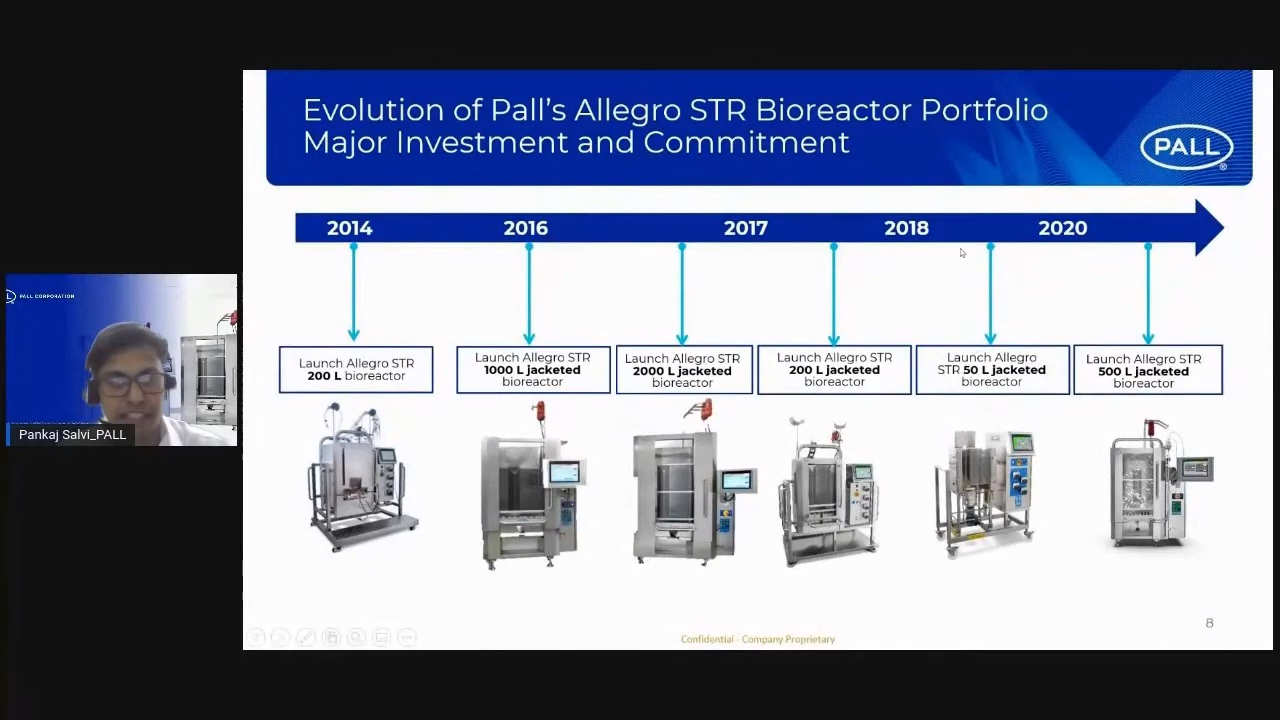 Evolution of Pall's Allegro STR Bioreactor Portfolio
Major Investment and Commitment
PALL
®
2014 2016 2017 2018 2020
Launch Allegro STR
200 L bioreactor
Launch Allegro STR
1000 L jacketed
bioreactor
Launch Allegro STR
2000 L jacketed
bioreactor
Launch Allegro STR
200 L jacketed
bioreactor
Launch Allegro
STR 50 L jacketed
bioreactor
Launch Allegro STR
500 L jacketed
bioreactor
PALL CORPORATION
Pankaj Salvi_PALL
8
Confidential - Company Proprietary